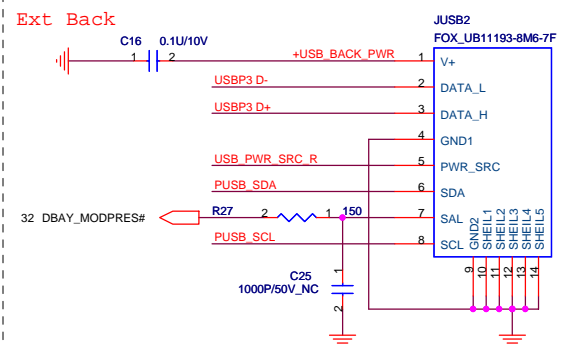 Ext Back
JUSB2
FOX_UB11193-8M6-7F
C16 0.1U/10V
1 2
+USB_BACK_PWR 1 V+
USBP3 D- 2 DATA_L
USBP3 D+ 3 DATA_H
4 GND1
USB_PWR_SRC_R 5 PWR_SRC
PUSB_SDA 6 SDA
32 DBAY_MODPRES# R27 2 1 150 7 SAL
PUSB_SCL 8 SCL
GND2 SHEIL1 SHEIL2 SHEIL3 SHEIL4 SHEIL5
9 10 11 12 13 14
C25 1
1000P/50V_NC
2